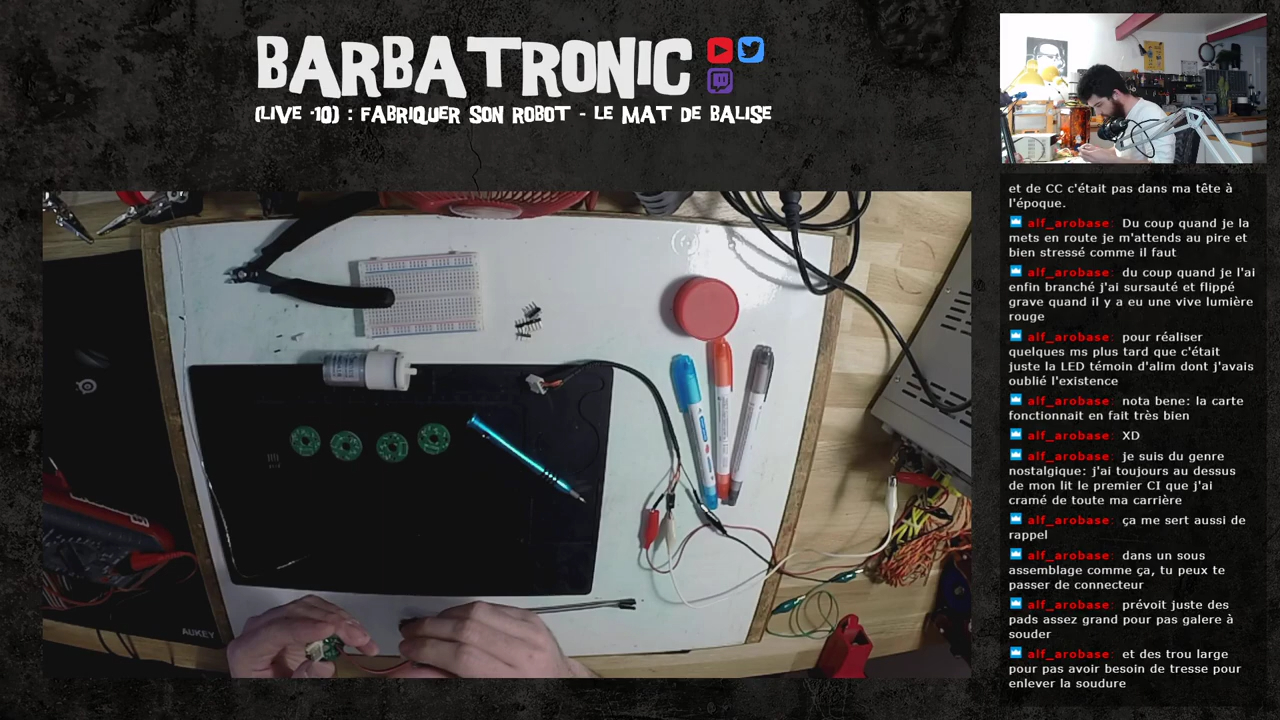 BARBATRONIC
(LIVE -10) : FABRIQUER SON ROBOT - LE MAT DE BALISE
et de CC c'était pas dans ma tête à
l'époque.
alf_arobase: Du coup quand je la
mets en route je m'attends au pire et
bien stressé comme il faut
alf_arobase: du coup quand je l'ai
enfin branché j'ai sursauté et flippé
grave quand il y a eu une vive lumière
rouge
alf_arobase: pour réaliser
quelques ms plus tard que c'était
juste la LED témoin d'alim dont j'avais
oublié l'existence
alf_arobase: nota bene: la carte
fonctionnait en fait très bien
alf_arobase: XD
alf_arobase: je suis du genre
nostalgique: j'ai toujours au dessus
de mon lit le premier CI que j'ai
cramé de toute ma carrière
alf_arobase: ça me sert aussi de
rappel
alf_arobase: dans un sous
assemblage comme ça, tu peux te
passer de connecteur
alf_arobase: prévoit juste des
pads assez grand pour pas galere à
souder
alf_arobase: et des trou large
pour pas avoir besoin de tresse pour
enlever la soudure
AUKEY